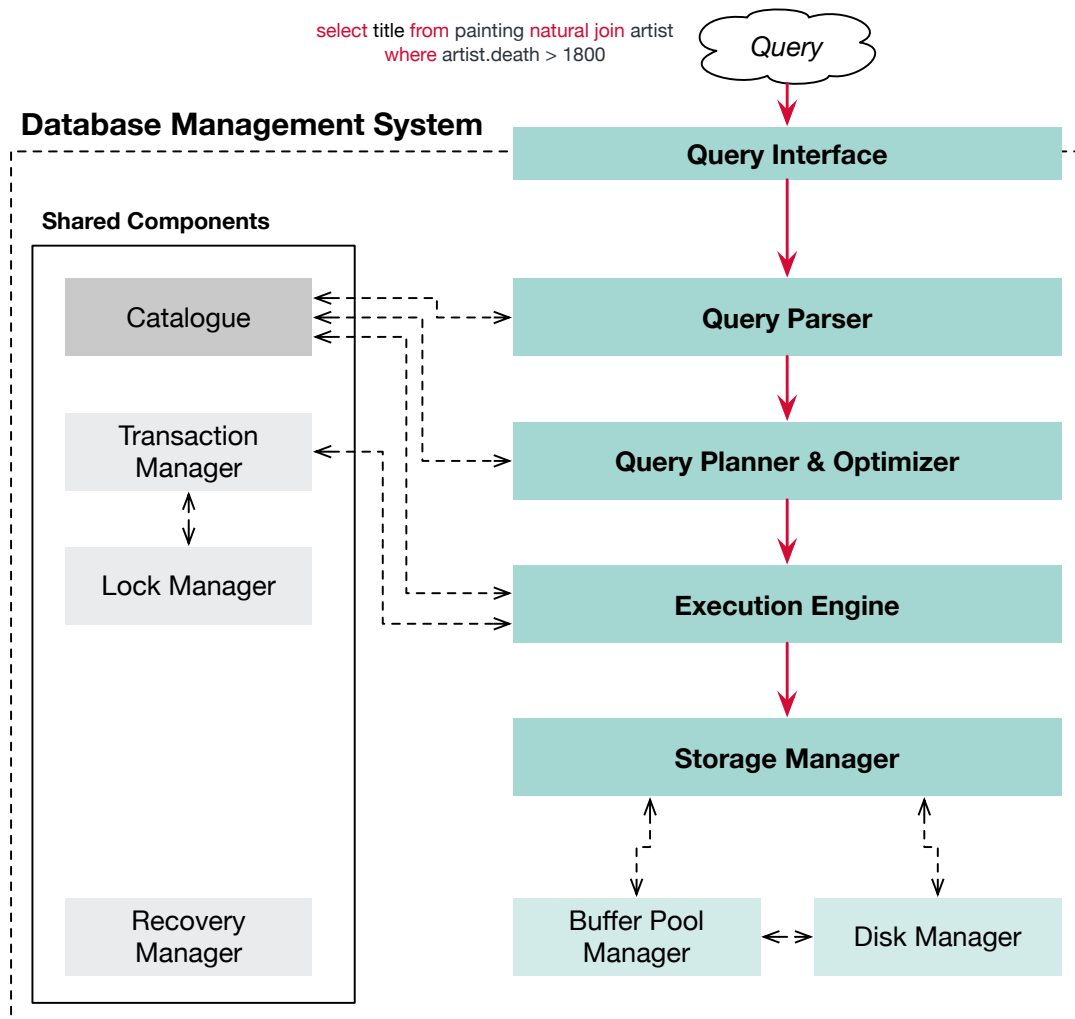 select title from painting natural join artist
where artist.death > 1800
Query
Database Management System
Query Interface
Shared Components
Catalogue
Query Parser
Transaction
Manager
Query Planner & Optimizer
Lock Manager
Execution Engine
Storage Manager
Recovery
Manager
Buffer Pool
Manager
Disk Manager